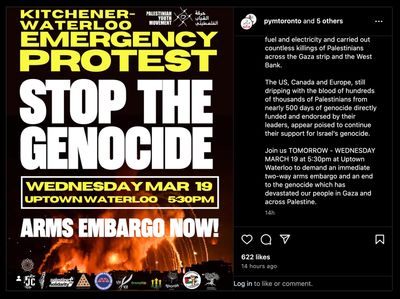 KITCHENER-
WATERLOO
EMERGENCY
PROTEST
PALESTINIAN
YOUTH
MOVEMENT
حركة
الشباب
الفلسطيني
STOP THE
GENOCIDE
WEDNESDAY MAR 19
UPTOWN WATERLOO 5:30PM
ARMS EMBARGO NOW!
pymtoronto and 5 others
fuel and electricity and carried out
countless killings of Palestinians
across the Gaza strip and the West
Bank.
The US, Canada and Europe, still
dripping with the blood of hundreds
of thousands of Palestinians from
nearly 500 days of genocide directly
funded and endorsed by their
leaders, appear poised to continue
their support for Israel's genocide.
Join us TOMORROW - WEDNESDAY
MARCH 19 at 5:30pm at Uptown
Waterloo to demand an immediate
two-way arms embargo and an end
to the genocide which has
devastated our people in Gaza and
across Palestine.
14h
622 likes
14 hours ago
Log in to like or comment.